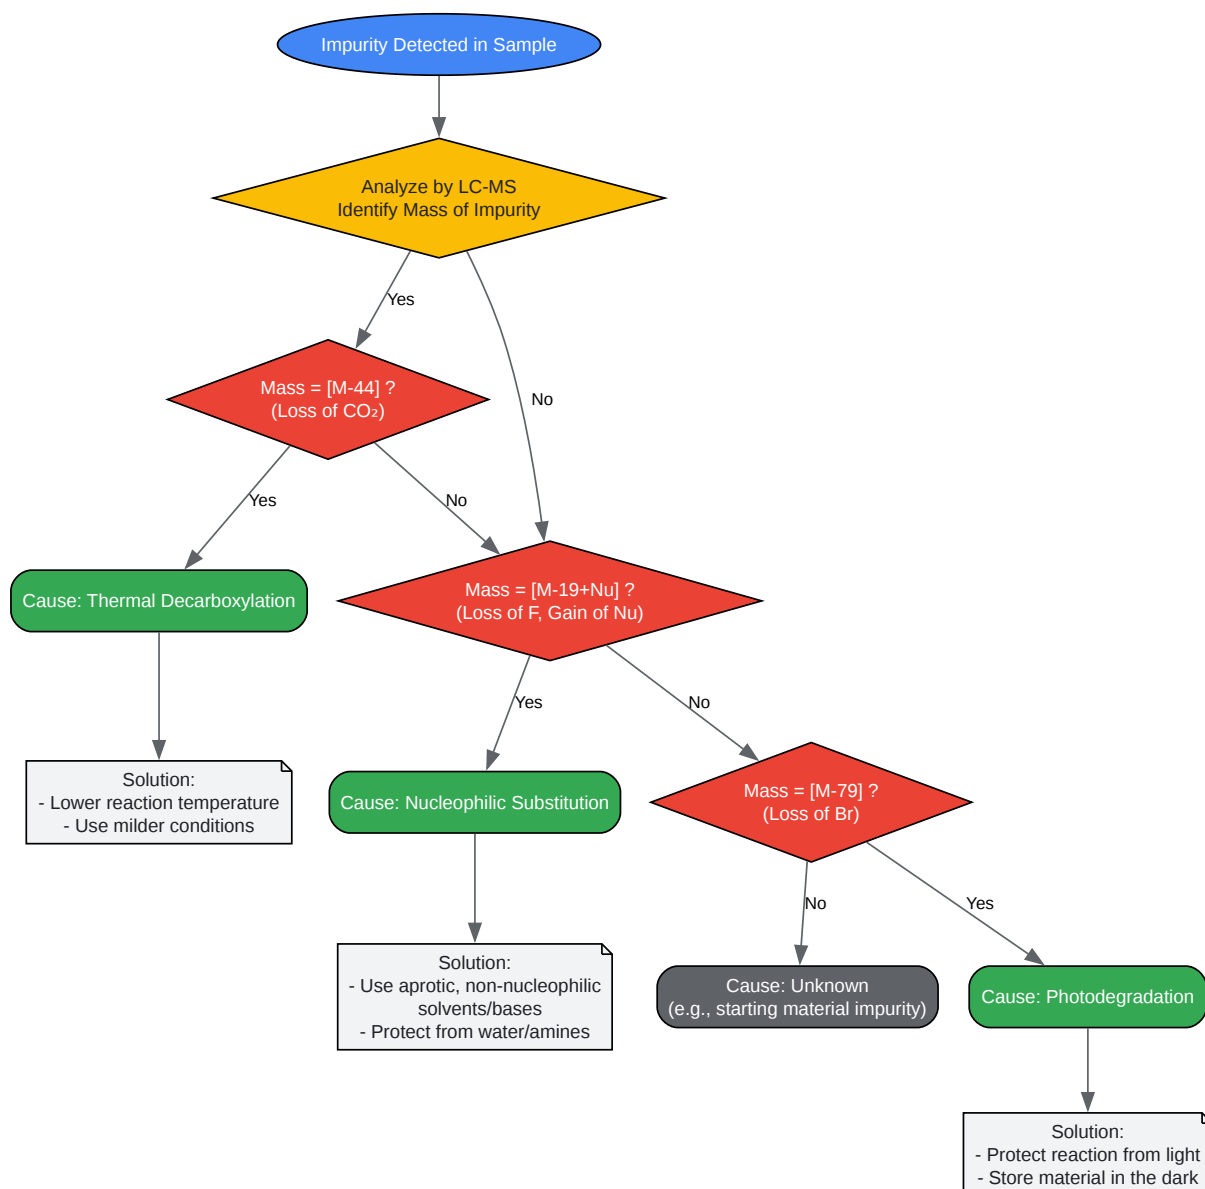 Impurity Detected in Sample
Analyze by LC-MS
Identify Mass of Impurity
Yes
No
Mass = [M-44] ?
(Loss of CO₂)
Yes
No
Cause: Thermal Decarboxylation
Mass = [M-19+Nu] ?
(Loss of F, Gain of Nu)
Yes
No
Solution:
- Lower reaction temperature
- Use milder conditions
Cause: Nucleophilic Substitution
Mass = [M-79] ?
(Loss of Br)
No
Yes
Solution:
- Use aprotic, non-nucleophilic
solvents/bases
- Protect from water/amines
Cause: Unknown
(e.g., starting material impurity)
Cause: Photodegradation
Solution:
- Protect reaction from light
- Store material in the dark